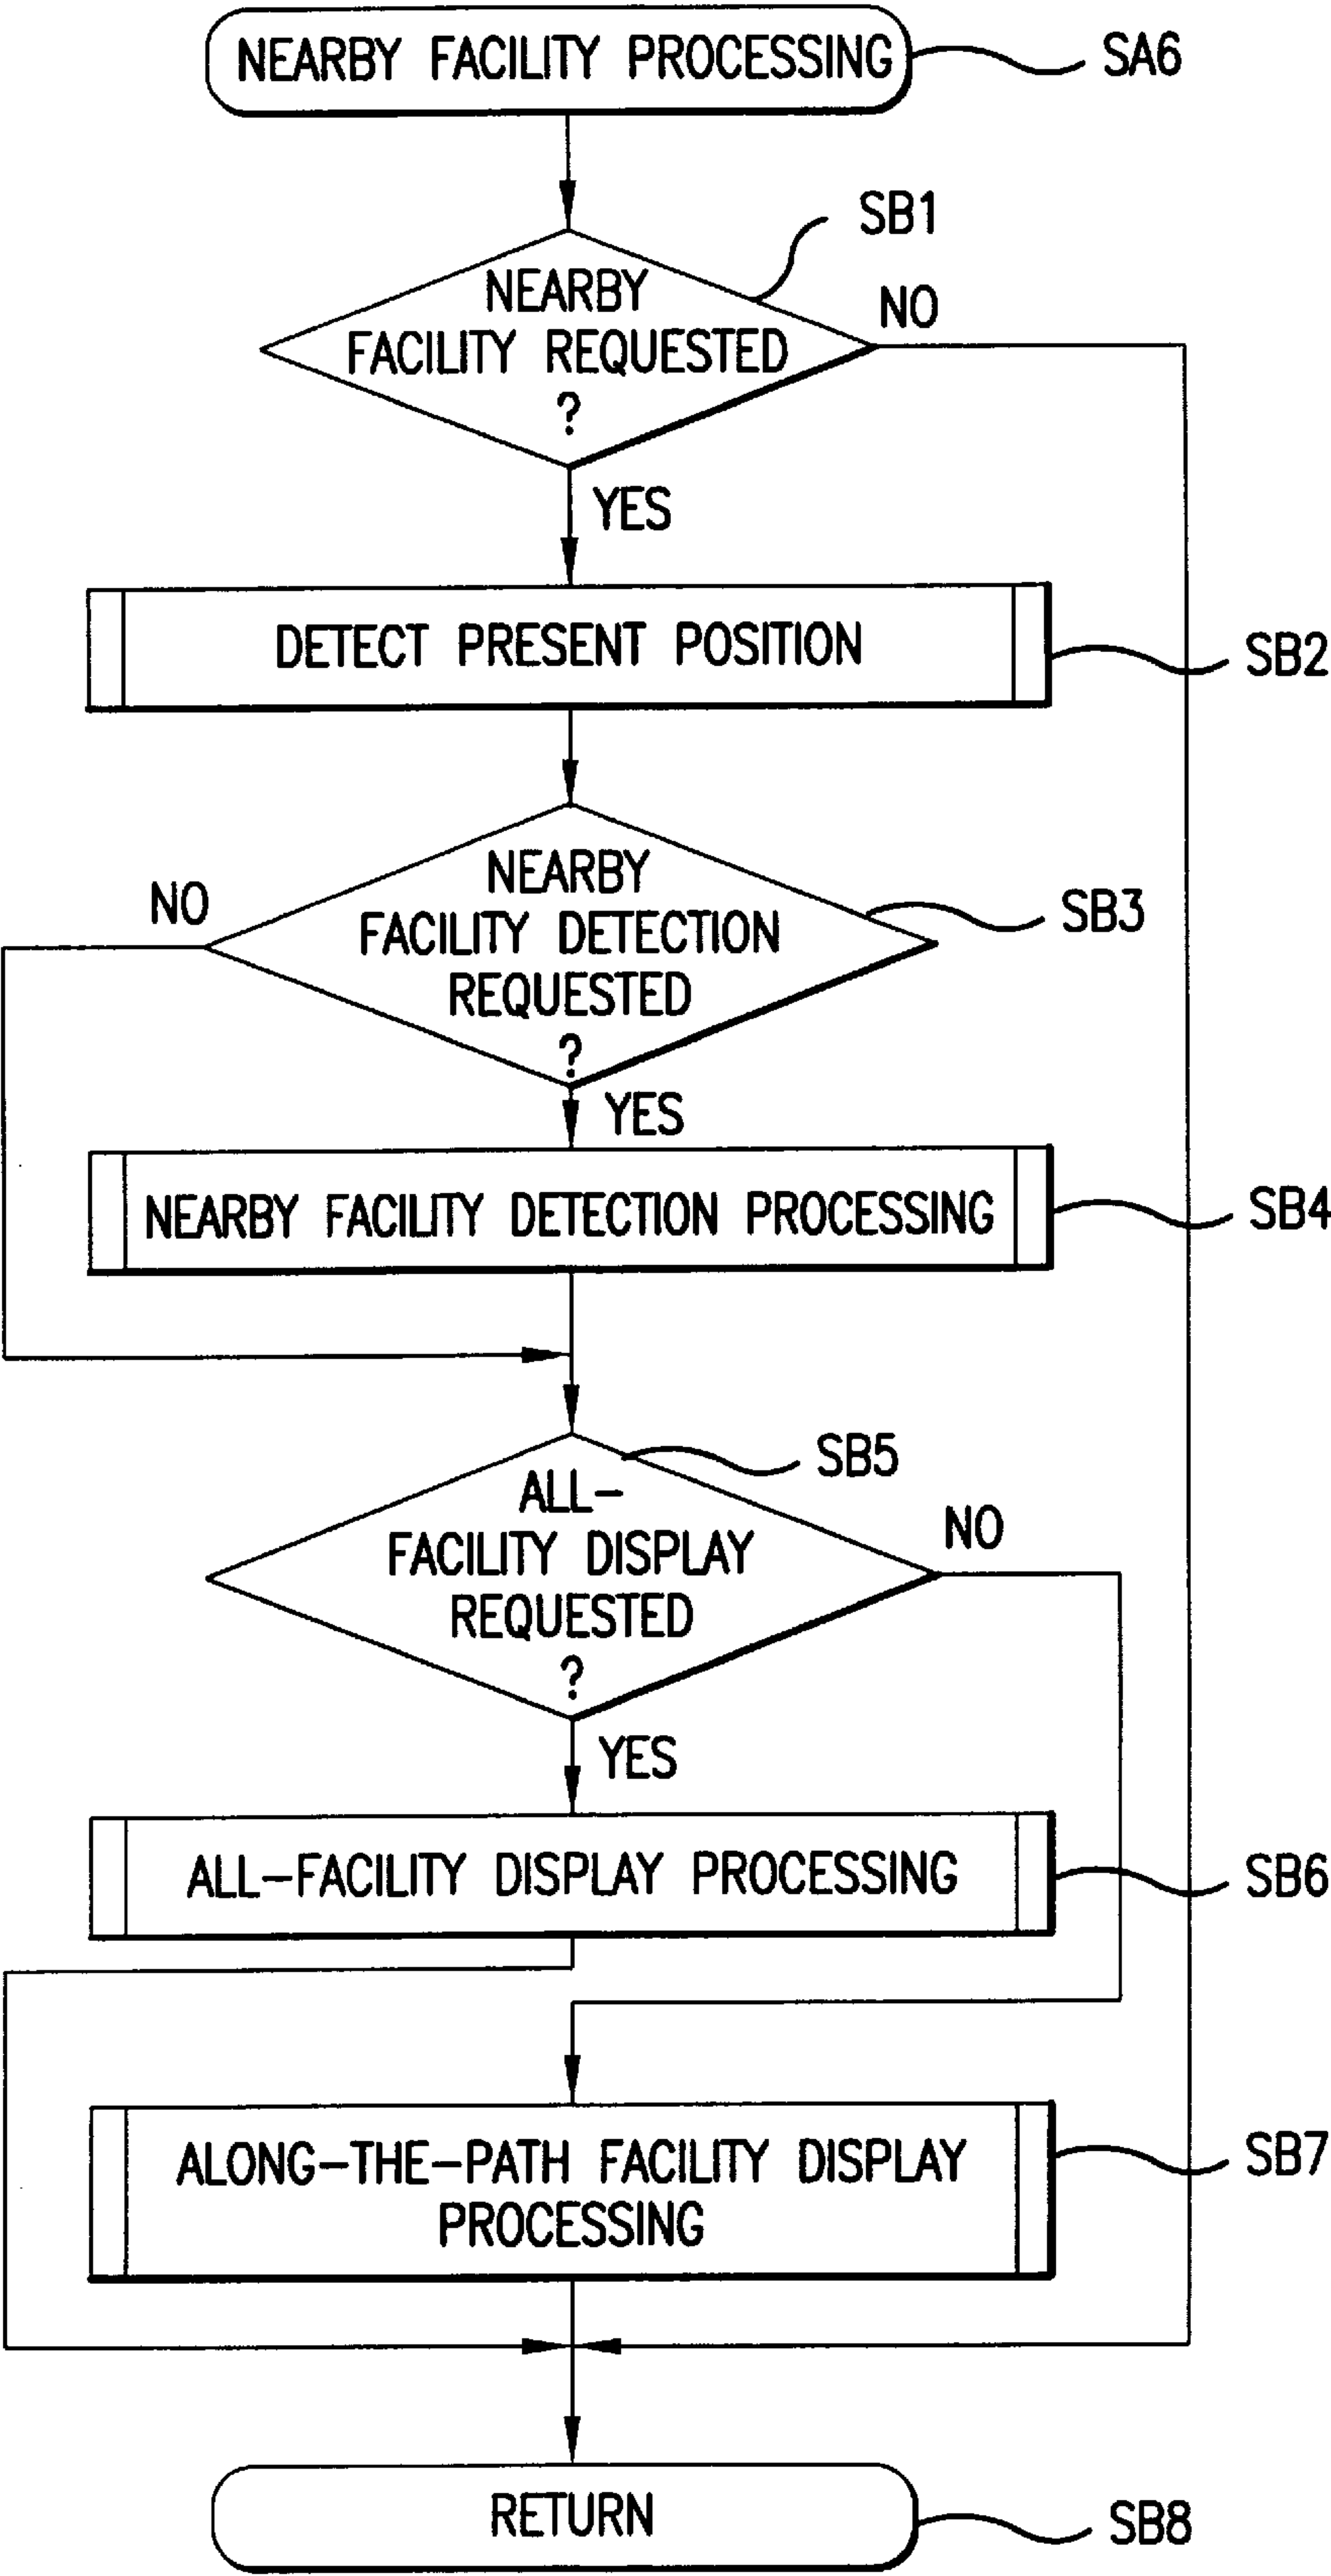 NEARBY FACILITY PROCESSING
SA6
SB1
NEARBY
FACILITY REQUESTED
?
NO
YES
DETECT PRESENT POSITION
SB2
NEARBY
FACILITY DETECTION
REQUESTED
?
NO
SB3
YES
NEARBY FACILITY DETECTION PROCESSING
SB4
SB5
ALL-
FACILITY DISPLAY
REQUESTED
?
NO
YES
ALL-FACILITY DISPLAY PROCESSING
SB6
ALONG-THE-PATH FACILITY DISPLAY
PROCESSING
SB7
RETURN
SB8